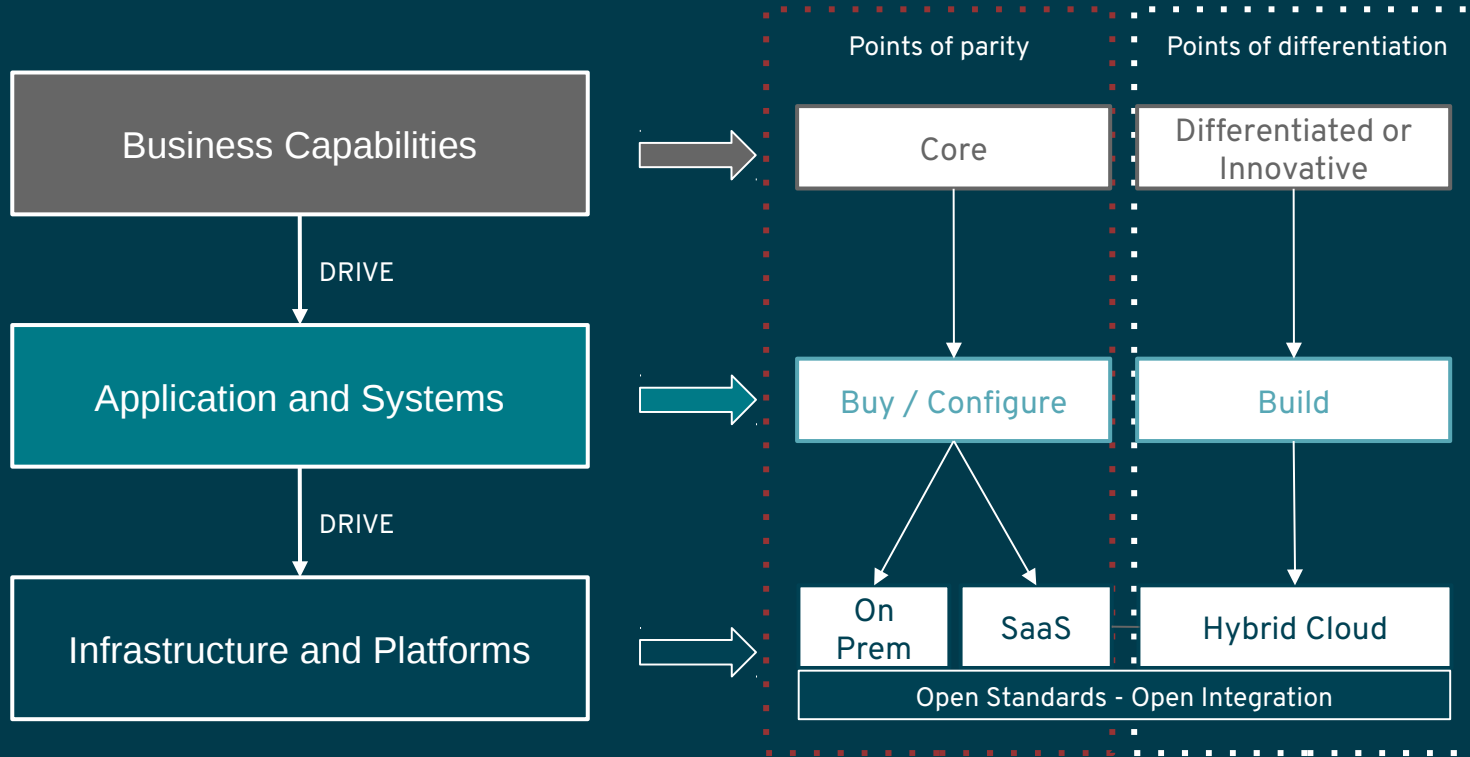 Points of parity
Points of differentiation
Business Capabilities
Core
Differentiated or
Innovative
DRIVE
Application and Systems
Buy / Configure
Build
DRIVE
Infrastructure and Platforms
On
Prem
SaaS
Hybrid Cloud
Open Standards - Open Integration